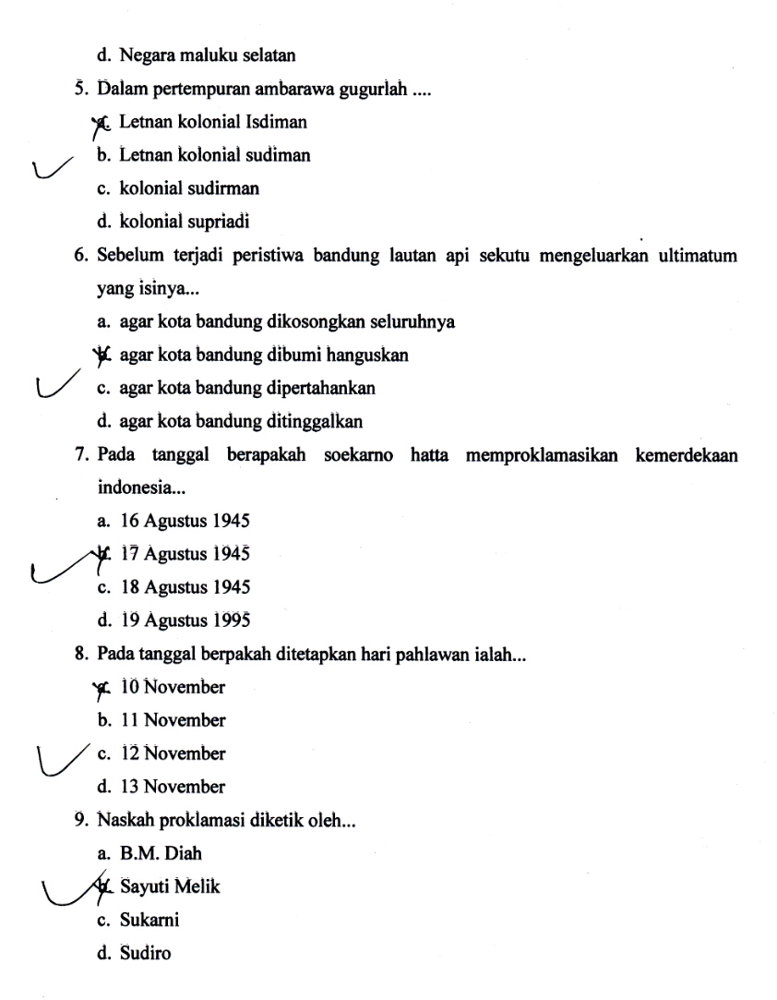 d. Negara maluku selatan
5. Dalam pertempuran ambarawa gugurlah ....
a. Letnan kolonial Isdiman
b. Letnan kolonial sudiman
c. kolonial sudirman
d. kolonial supriadi
6. Sebelum terjadi peristiwa bandung lautan api sekutu mengeluarkan ultimatum
yang isinya...
a. agar kota bandung dikosongkan seluruhnya
b. agar kota bandung dibumi hanguskan
c. agar kota bandung dipertahankan
d. agar kota bandung ditinggalkan
7. Pada tanggal berapakah soekarno hatta memproklamasikan kemerdekaan
indonesia...
a. 16 Agustus 1945
b. 17 Agustus 1945
c. 18 Agustus 1945
d. 19 Agustus 1995
8. Pada tanggal berpakah ditetapkan hari pahlawan ialah...
a. 10 November
b. 11 November
c. 12 November
d. 13 November
9. Naskah proklamasi diketik oleh...
a. B.M. Diah
b. Sayuti Melik
c. Sukarni
d. Sudiro